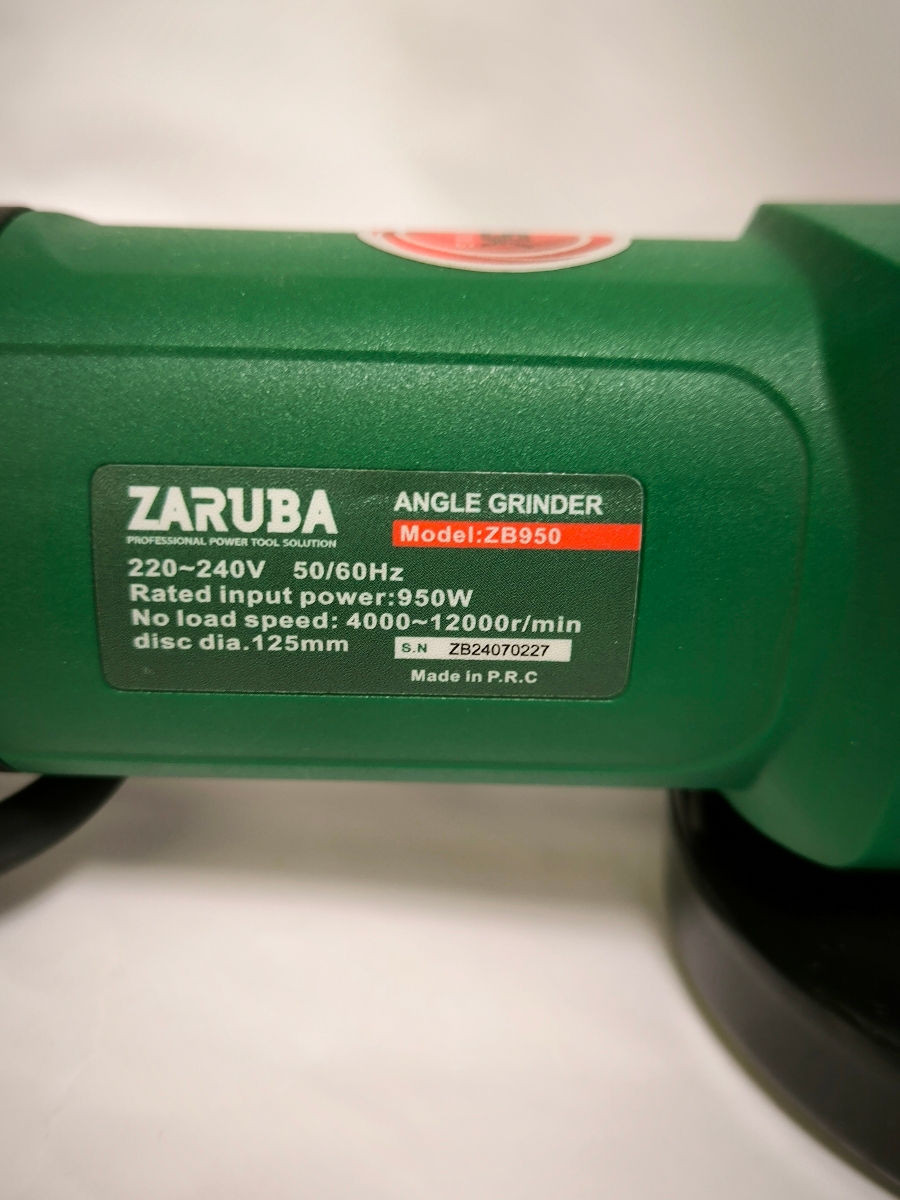 ZARUBA
PROFESSIONAL POWER TOOL SOLUTION
ANGLE GRINDER
Model:ZB950
220~240V 50/60Hz
Rated input power:950W
No load speed: 4000~12000r/min
disc dia.125mm
S.N ZB24070227
Made in P.R.C